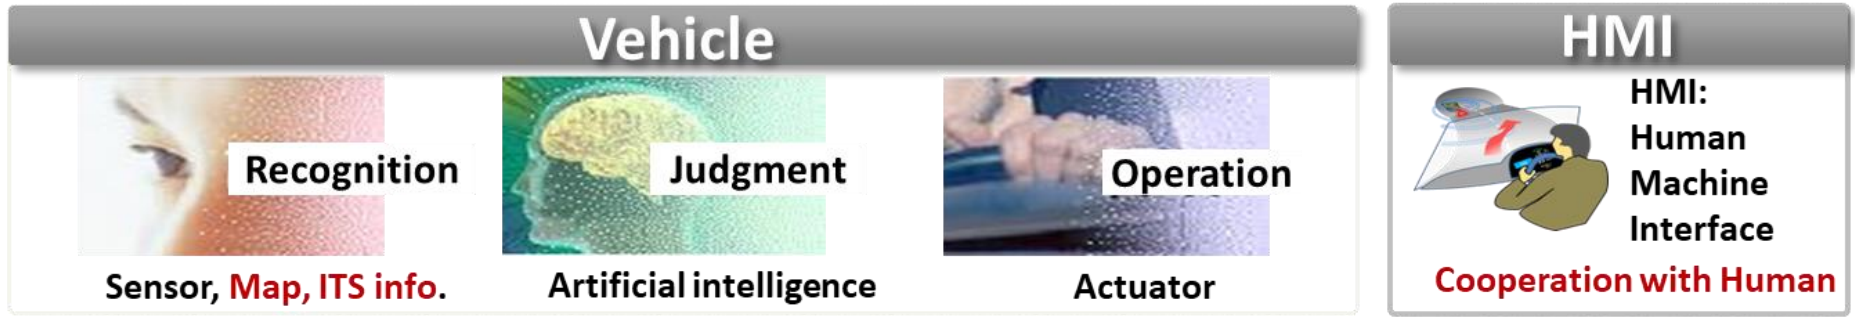 Vehicle
Recognition
Judgment
Operation
Sensor, Map, ITS info.
Artificial intelligence
Actuator
HMI
HMI:
Human
Machine
Interface
Cooperation with Human